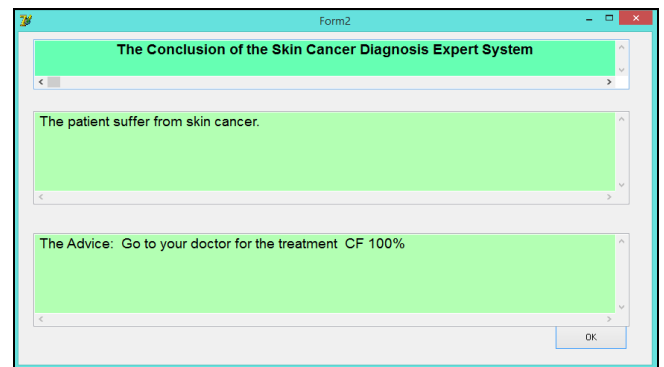 Form2
The Conclusion of the Skin Cancer Diagnosis Expert System
The patient suffer from skin cancer.
The Advice:  Go to your doctor for the treatment  CF 100%
OK